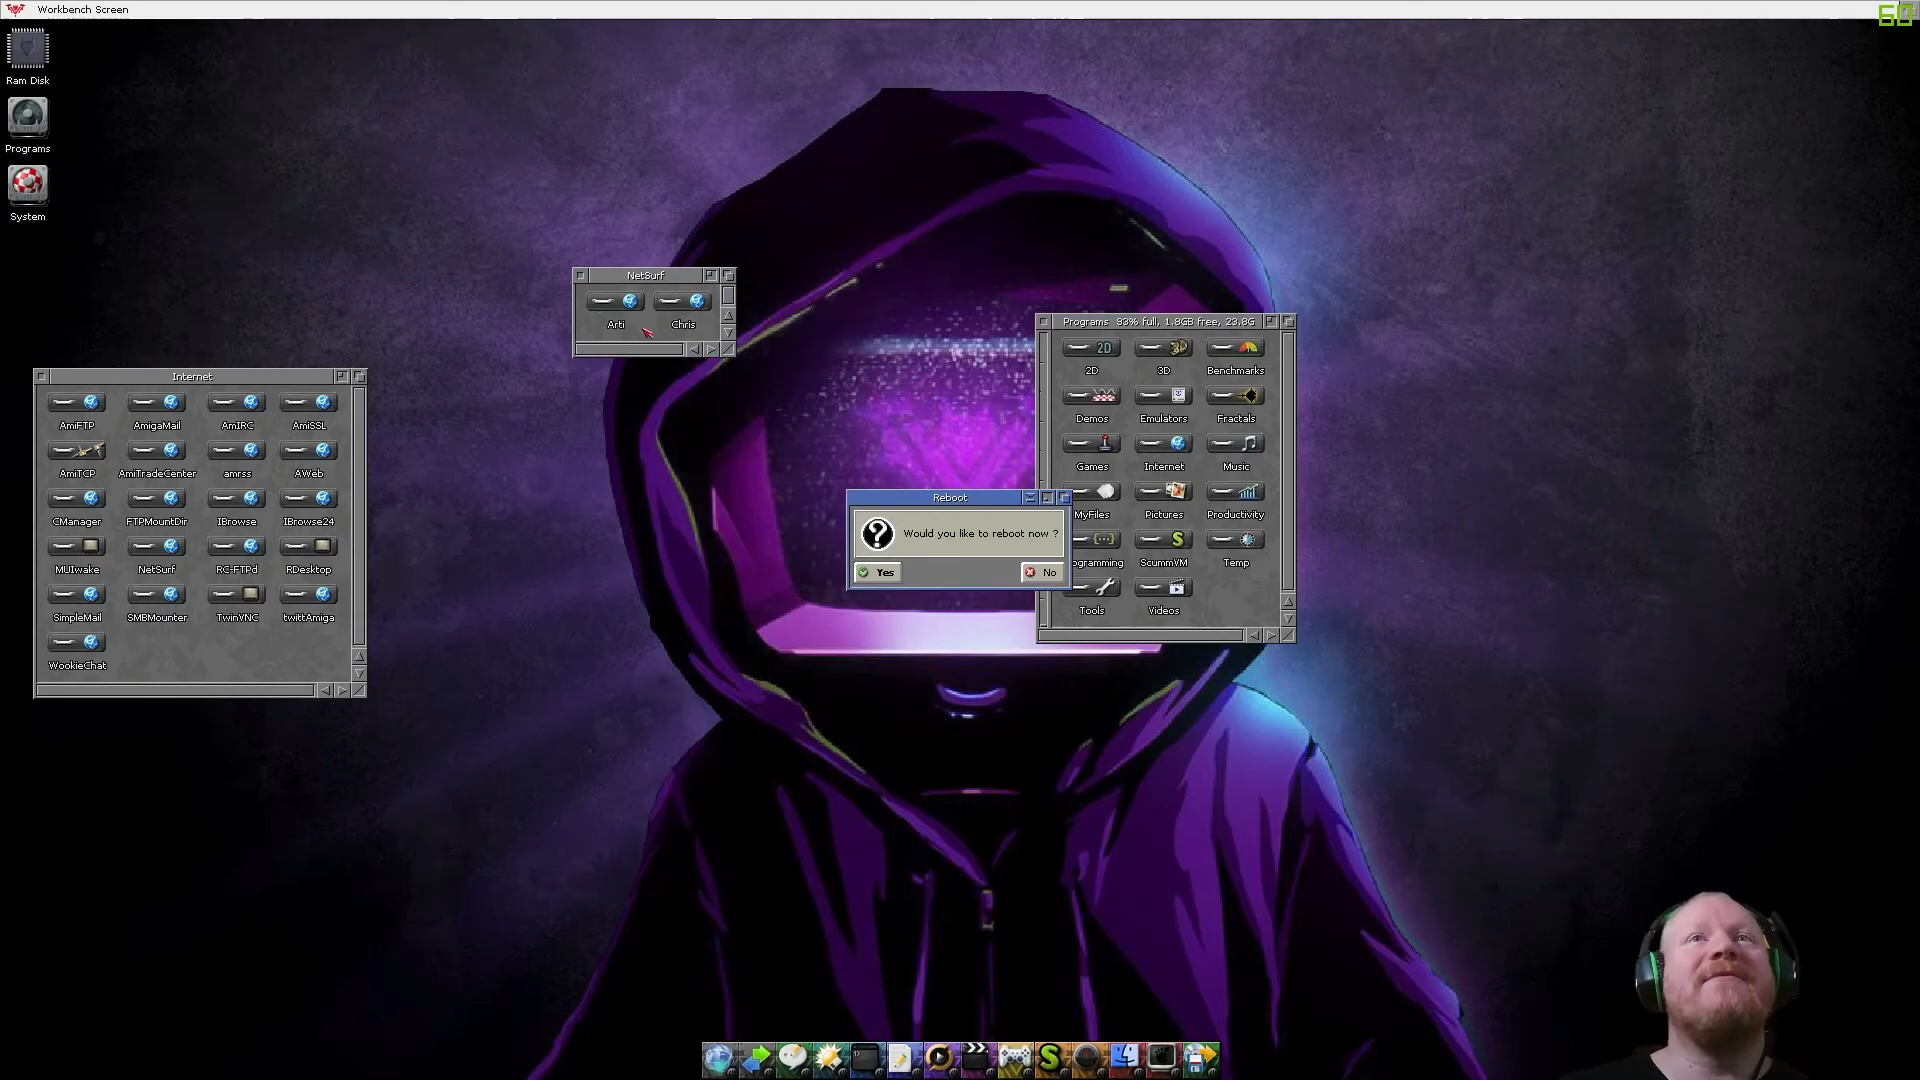 Workbench Screen
60
Ram Disk
Programs
System
NetSurf
Arti
Chris
Programs 93% full, 1.8GB free, 23.8G
2D
2D
3D
Benchmarks
Demos
Emulators
Fractals
Games
Internet
Music
MyFiles
Pictures
Productivity
ogramming
S
ScummVM
Temp
Tools
Videos
Internet
AmiFTP
AmigaMail
AmIRC
AmiSSL
AmiTCP
AmiTradeCenter
amrss
AWeb
CManager
FTPMountDir
IBrowse
IBrowse24
MUIwake
NetSurf
RC-FTPd
RDesktop
SimpleMail
SMBMounter
TwinVNC
twittAmiga
WookieChat
Reboot
? Would you like to reboot now ?
Yes
No
S